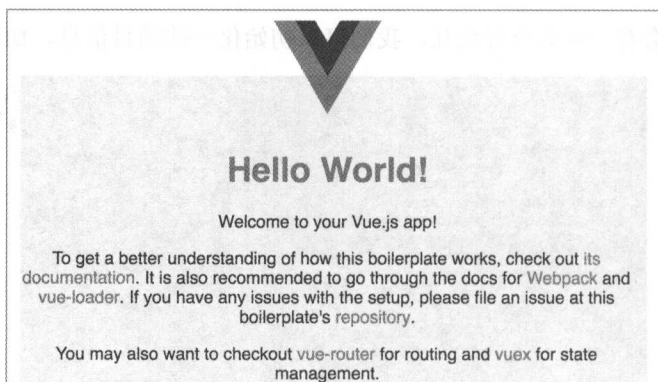 Hello World!
Welcome to your Vue.js app!
To get a better understanding of how this boilerplate works, check out its
documentation. It is also recommended to go through the docs for Webpack and
vue-loader. If you have any issues with the setup, please file an issue at this
boilerplate's repository.
You may also want to checkout vue-router for routing and vuex for state
management.